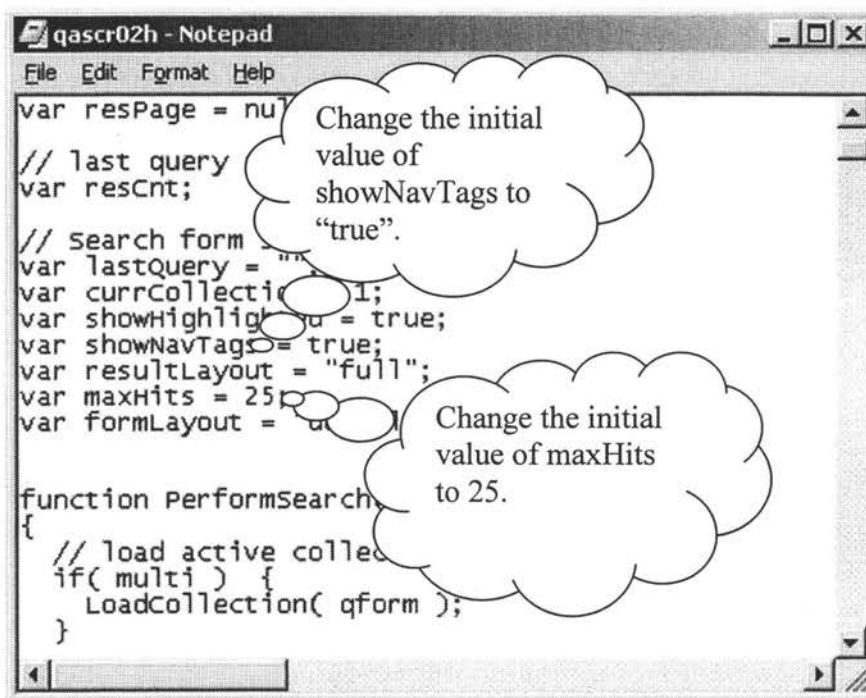 qascr02h - Notepad
File Edit Format Help
var resPage = nul
// last query
var resCnt;
// Search form
var lastQuery = "";
var currCollecti 1;
var showHighlig = true;
var showNavTags = true;
var resultLayout = "full";
var maxHits = 25;
var formLayout = "
function PerformSearch
{
// load active collec
if( multi ) {
LoadCollection( qform );
}
Change the initial
value of
showNavTags to
“true”.
Change the initial
value of maxHits
to 25.